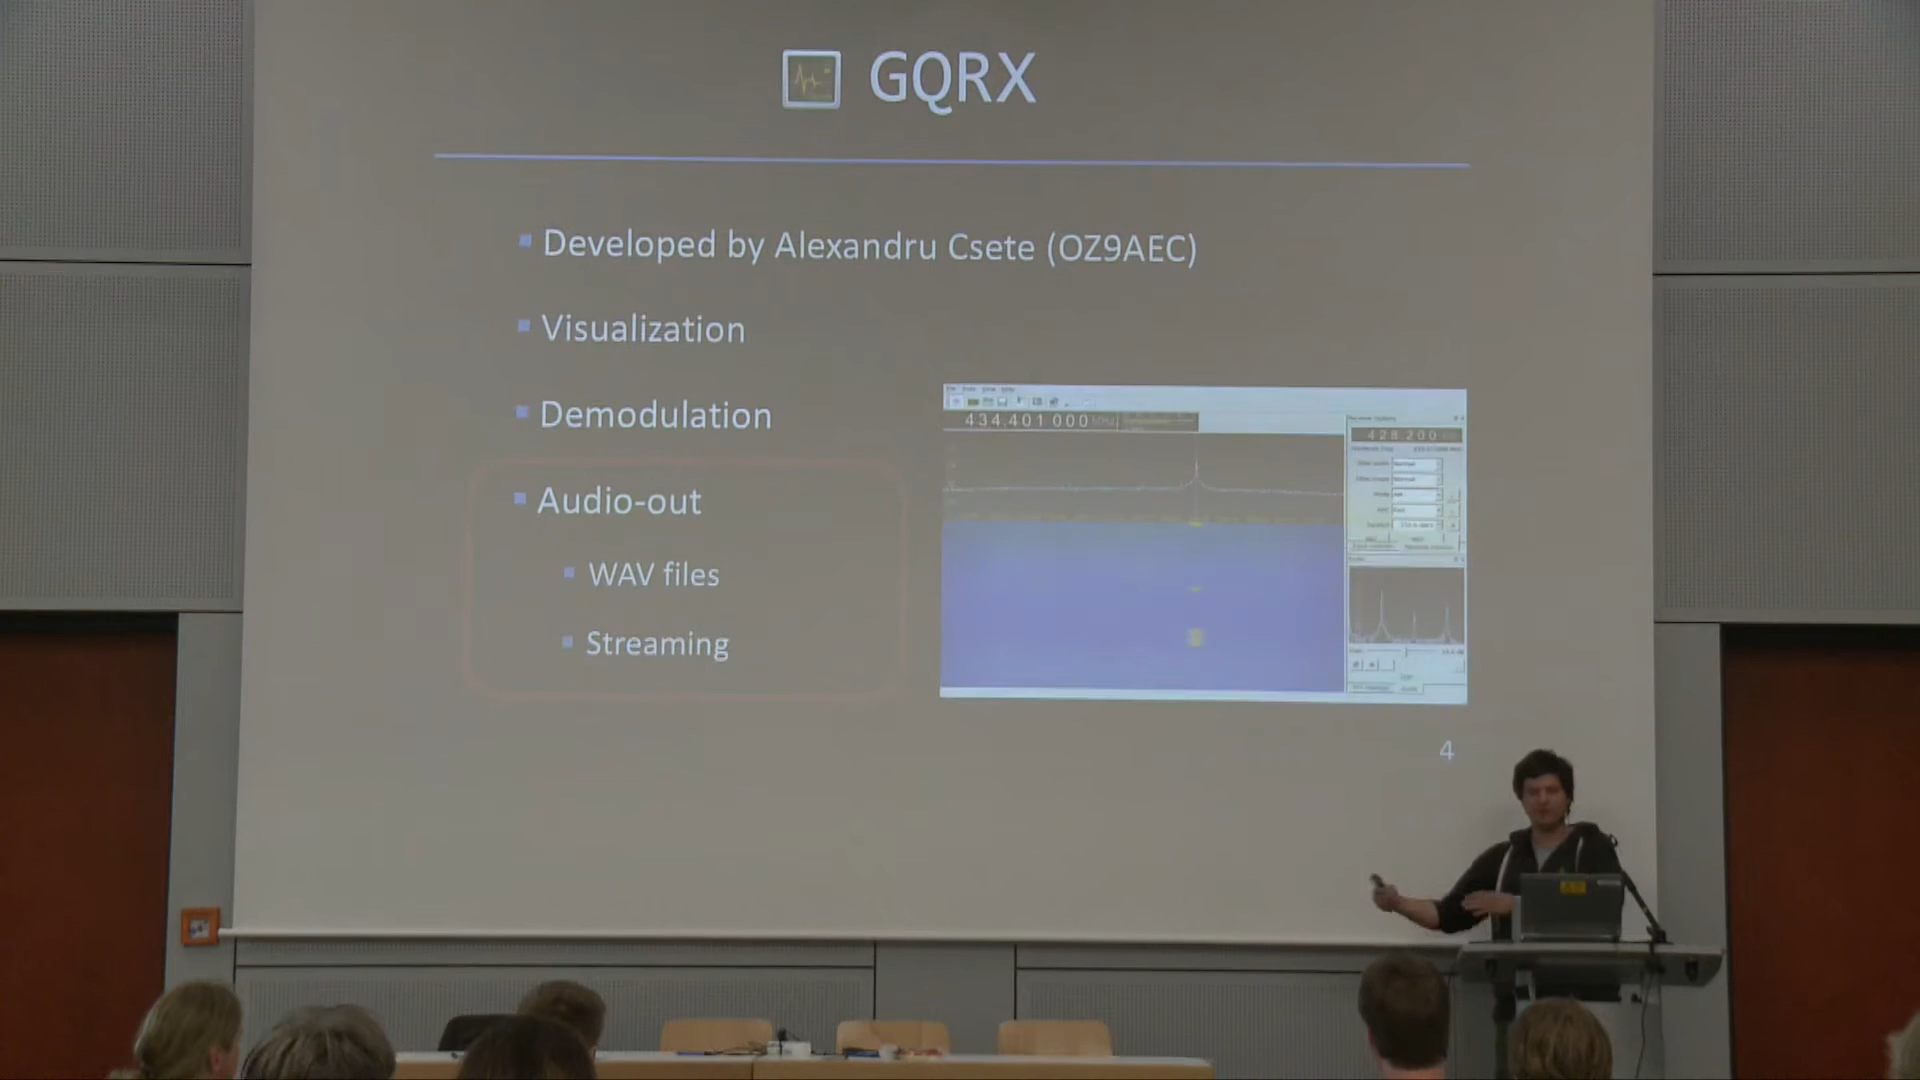 GQRX
Developed by Alexandru Csete (OZ9AEC)
Visualization
Demodulation
Audio-out
WAV files
Streaming
434.401 000
428.200
4